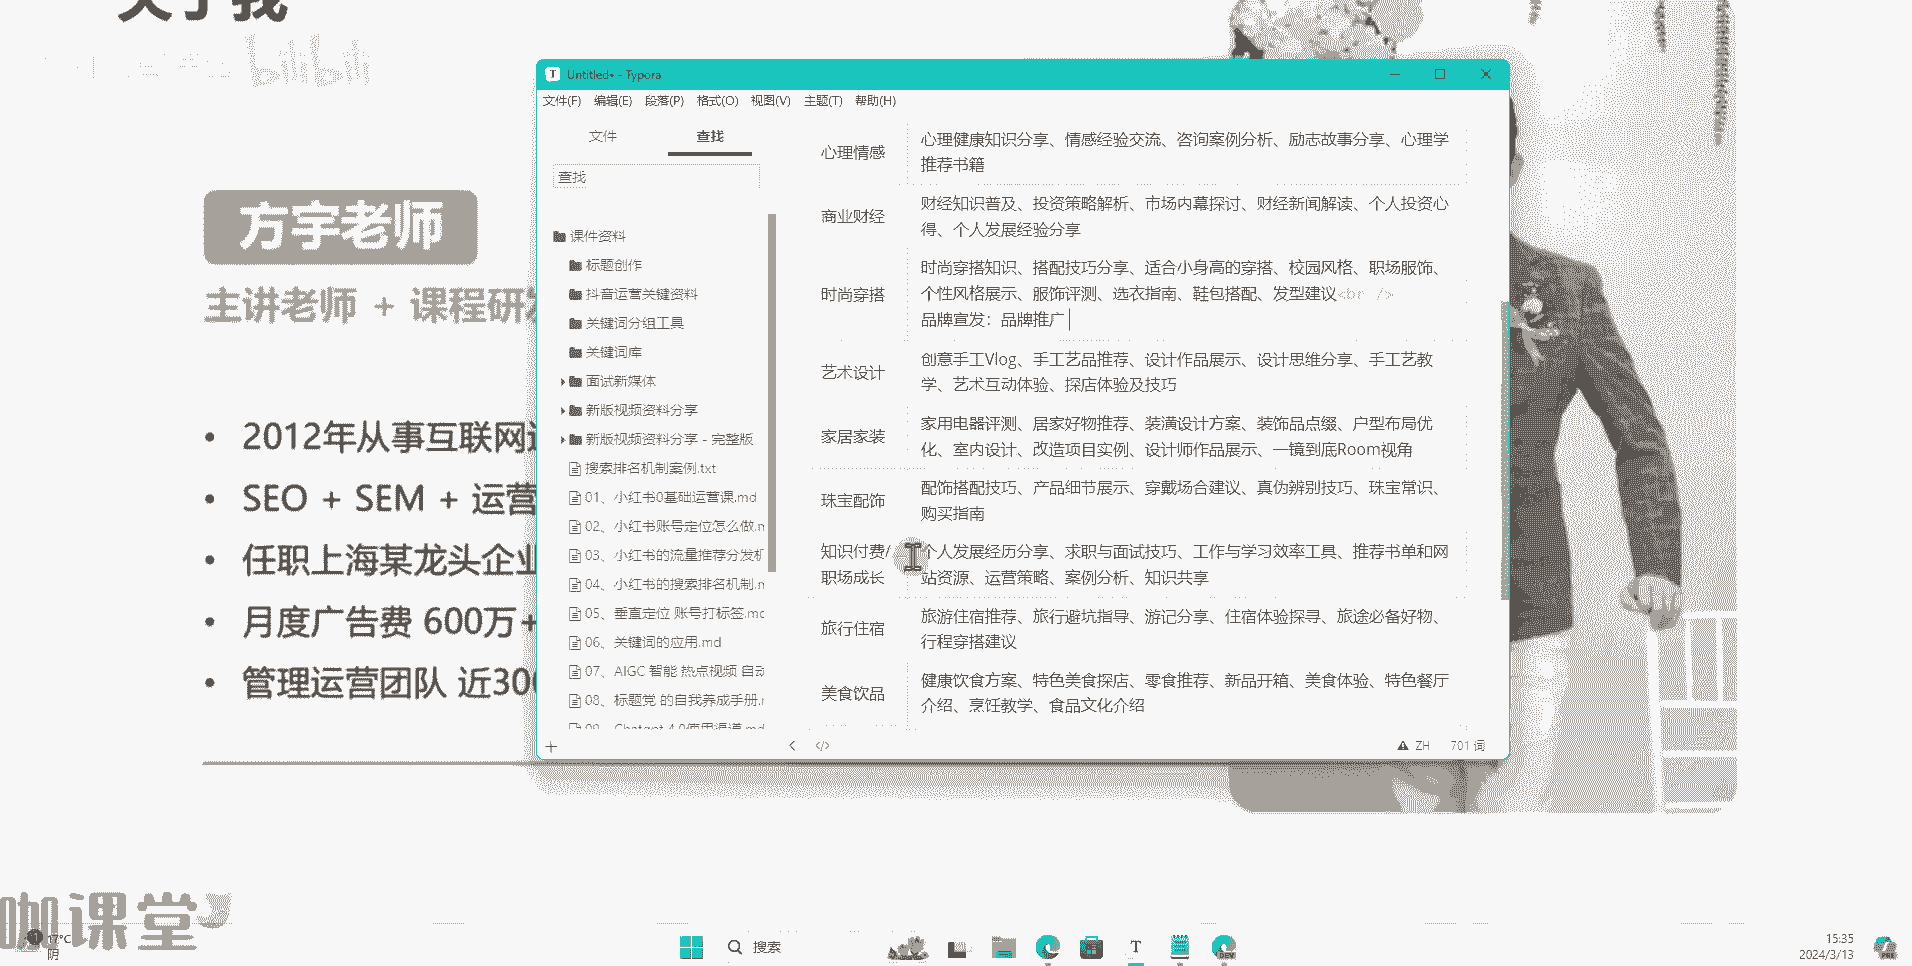 关于我
bilibili
方宇老师
主讲老师 + 课程研发
2012年从事互联网
SEO + SEM + 运营
任职上海某龙头企业
月度广告费 600万+
管理运营团队 近30
Untitled• - Typora
文件(F) 编辑(E) 段落(P) 格式(O) 视图(V) 主题(T) 帮助(H)
文件 查找
查找
课件资料
标题创作
抖音运营关键资料
关键词分组工具
关键词库
面试新媒体
新版视频资料分享
新版视频资料分享 - 完整版
搜索排名机制案例.txt
01、小红书0基础运营课.md
02、小红书账号定位怎么做.m
03、小红书的流量推荐分发机
04、小红书的搜索排名机制.m
05、垂直定位 账号打标签.mc
06、关键词的应用.md
07、AIGC 智能 热点视频 自动
08、标题党 的自我养成手册.r
09、Chatgpt 4.0使用渠道.md
心理情感
心理健康知识分享、情感经验交流、咨询案例分析、励志故事分享、心理学
推荐书籍
商业财经
财经知识普及、投资策略解析、市场内幕探讨、财经新闻解读、个人投资心
得、个人发展经验分享
时尚穿搭
时尚穿搭知识、搭配技巧分享、适合小身高的穿搭、校园风格、职场服饰、
个性风格展示、服饰评测、选衣指南、鞋包搭配、发型建议<br />
品牌宣发：品牌推广
艺术设计
创意手工Vlog、手工艺品推荐、设计作品展示、设计思维分享、手工艺教
学、艺术互动体验、探店体验及技巧
家居家装
家用电器评测、居家好物推荐、装潢设计方案、装饰品点缀、户型布局优
化、室内设计、改造项目实例、设计师作品展示、一镜到底Room视角
珠宝配饰
配饰搭配技巧、产品细节展示、穿戴场合建议、真伪辨别技巧、珠宝常识、
购买指南
知识付费/
职场成长
个人发展经历分享、求职与面试技巧、工作与学习效率工具、推荐书单和网
站资源、运营策略、案例分析、知识共享
旅行住宿
旅游住宿推荐、旅行避坑指导、游记分享、住宿体验探寻、旅途必备好物、
行程穿搭建议
美食饮品
健康饮食方案、特色美食探店、零食推荐、新品开箱、美食体验、特色餐厅
介绍、烹饪教学、食品文化介绍
ZH 701 词
咖课堂
1
17°C
阴
搜索
T
DEV
15:35
2024/3/13
PRE